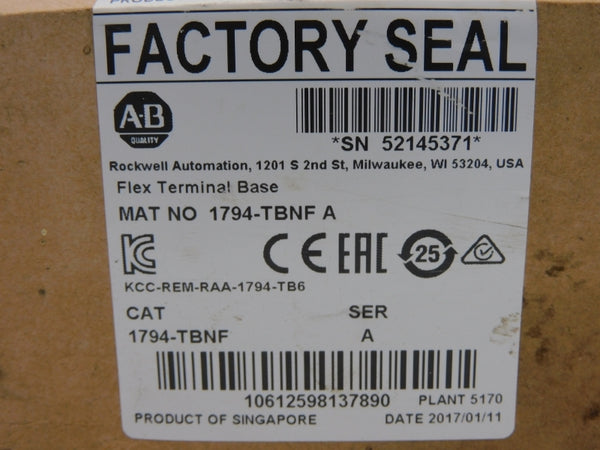 FACTORY SEAL
A-B
QUALITY
*SN 52145371*
Rockwell Automation, 1201 S 2nd St, Milwaukee, WI 53204, USA
Flex Terminal Base
MAT NO 1794-TBNF A
CE EAC 25
KCC-REM-RAA-1794-TB6
CAT SER
1794-TBNF A
10612598137890 PLANT 5170
PRODUCT OF SINGAPORE DATE 2017/01/11